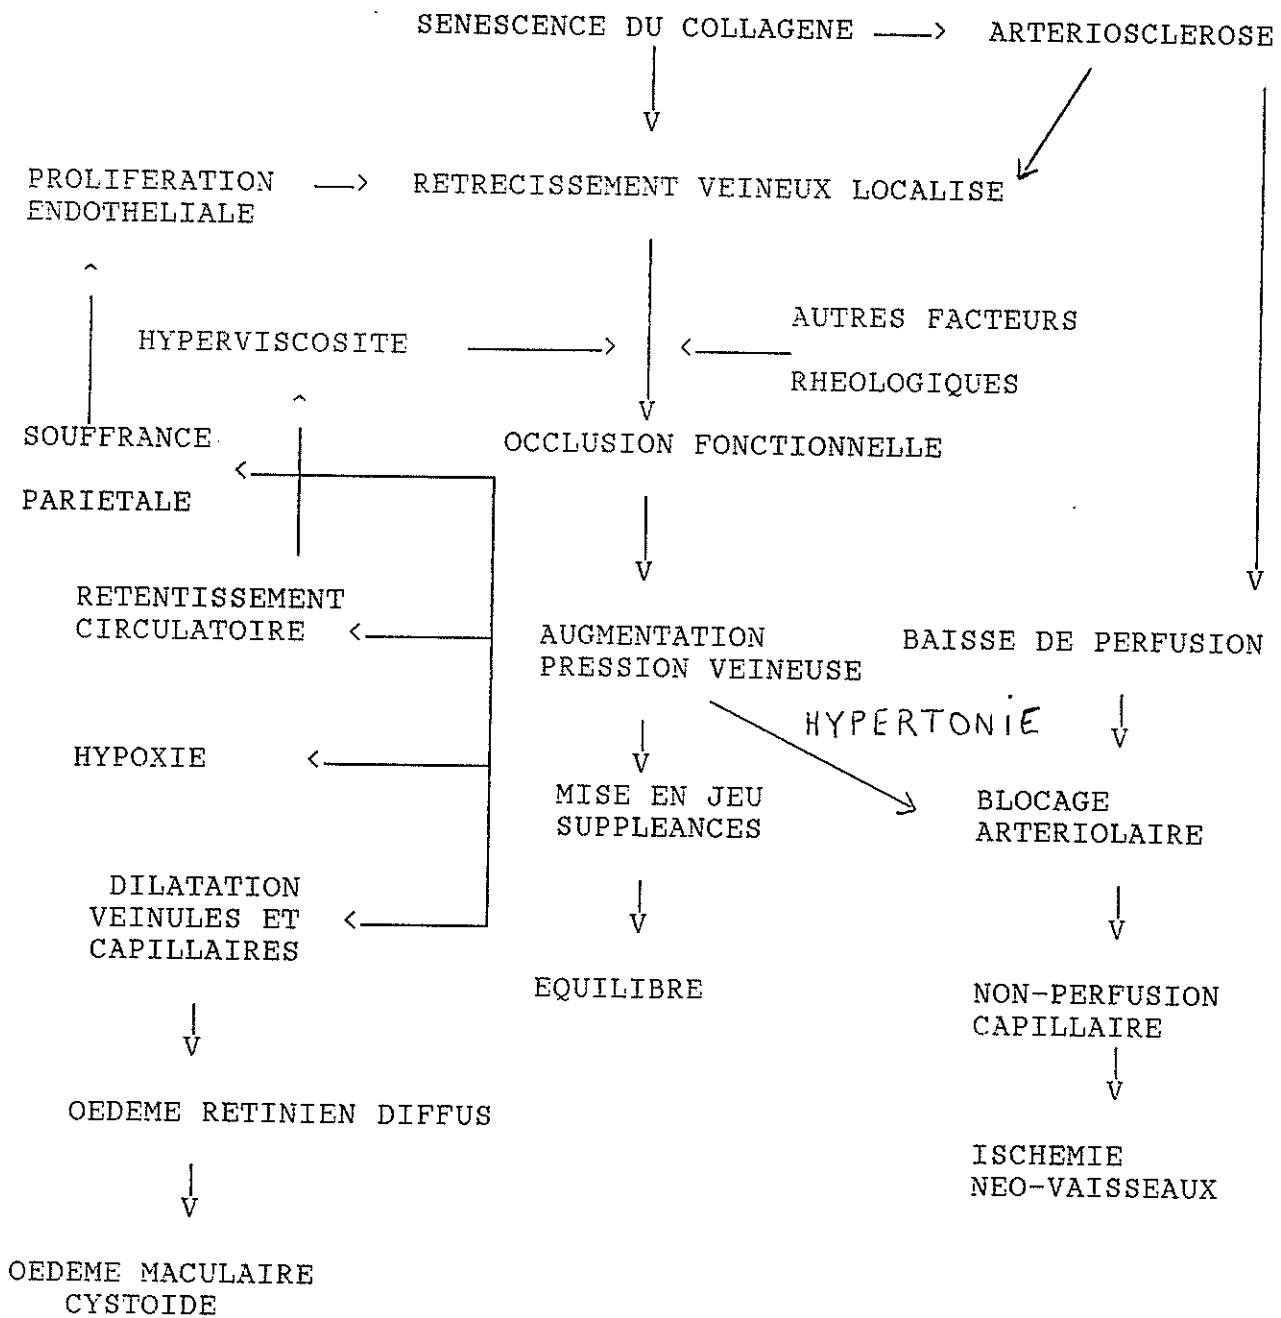 SENESCENCE DU COLLAGENE ——> ARTERIOSCLEROSE
PROLIFERATION ——> RETRECISSEMENT VEINEUX LOCALISE
ENDOTHELIALE
AUTRES FACTEURS
HYPERVISCOSITE
RHEOLOGIQUES
SOUFFRANCE
OCCLUSION FONCTIONNELLE
PARIETALE
RETENTISSEMENT
CIRCULATOIRE
AUGMENTATION
PRESSION VEINEUSE
BAISSE DE PERFUSION
HYPERTONIE
HYPOXIE
MISE EN JEU
SUPPLEANCES
BLOCAGE
ARTERIOLAIRE
DILATATION
VEINULES ET
CAPILLAIRES
EQUILIBRE
NON-PERFUSION
CAPILLAIRE
OEDEME RETINIEN DIFFUS
ISCHEMIE
NEO-VAISSEAUX
OEDEME MACULAIRE
CYSTOIDE